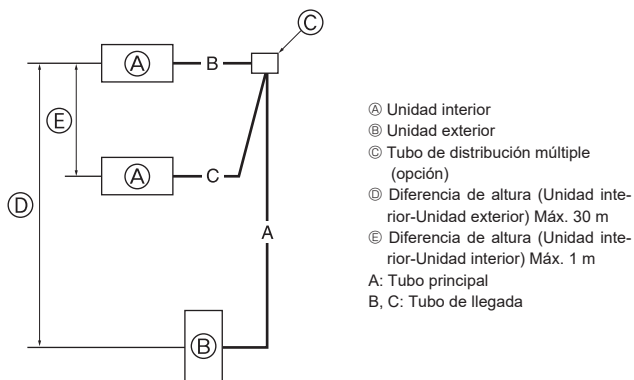 Ⓒ
Ⓐ B
Ⓔ
Ⓐ C
Ⓓ
A
Ⓑ
Ⓐ Unidad interior
Ⓑ Unidad exterior
Ⓒ Tubo de distribución múltiple
(opción)
Ⓓ Diferencia de altura (Unidad inte-
rior-Unidad exterior) Máx. 30 m
Ⓔ Diferencia de altura (Unidad inte-
rior-Unidad interior) Máx. 1 m
A: Tubo principal
B, C: Tubo de llegada